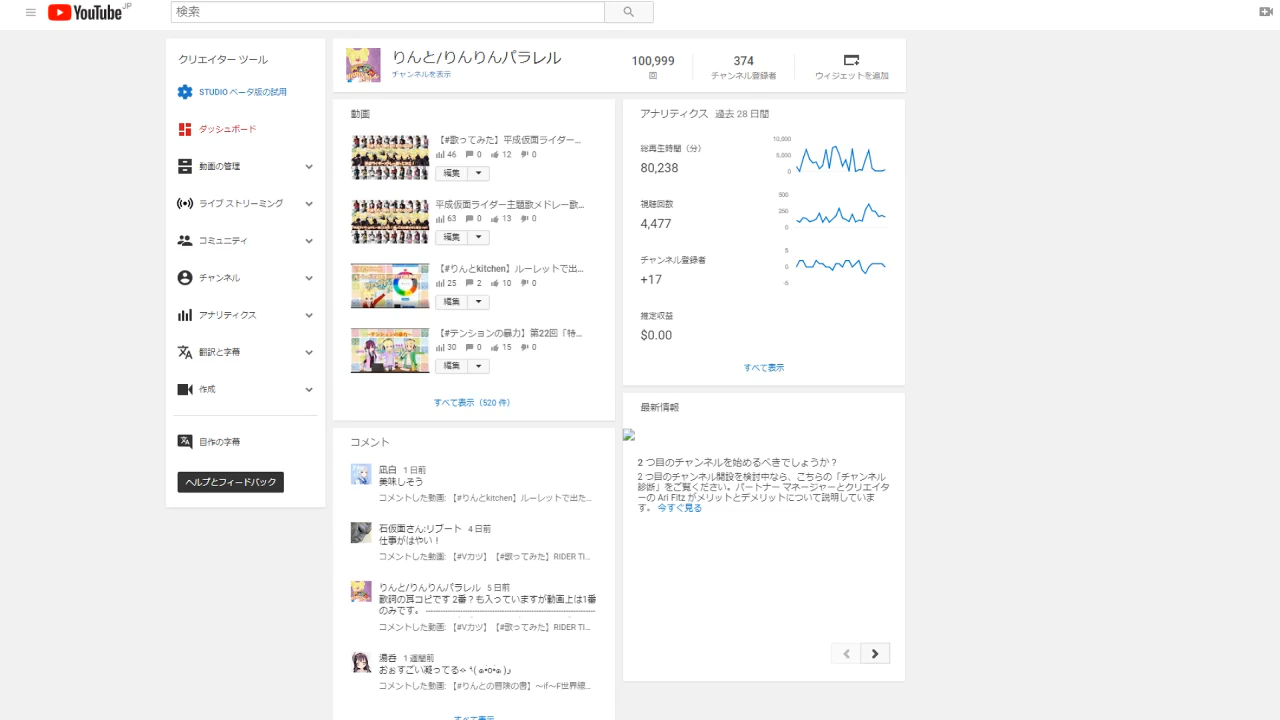 YouTube JP
検索
クリエイター ツール
STUDIO ベータ版の試用
ダッシュボード
動画の管理
ライブ ストリーミング
コミュニティ
チャンネル
アナリティクス
翻訳と字幕
作成
自作の字幕
ヘルプとフィードバック
りんと/りんりんパラレル
チャンネルを表示
100,999
回
374
チャンネル登録者
ウィジェットを追加
動画
【#歌ってみた】平成仮面ライダー...
46 0 12 0
編集
平成仮面ライダー主題歌メドレー歌...
63 0 13 0
編集
【#りんとkitchen】ルーレットで出...
25 2 10 0
編集
【#テンションの暴力】第22回「特...
30 0 15 0
編集
すべて表示（520 件）
コメント
凪白 1 日前
美味しそう
コメントした動画: 【#りんとkitchen】ルーレットで出た...
石仮面さん:リブート 4 日前
仕事がはやい！
コメントした動画: 【#Vカツ】【#歌ってみた】RIDER TI...
りんと/りんりんパラレル 5 日前
歌詞の耳コピです 2番？も入っていますが動画上は1番
のみです。 ----------------------------------------
コメントした動画: 【#Vカツ】【#歌ってみた】RIDER TI...
湯呑 1 週間前
おぉすごい凝ってる
コメントした動画: 【#りんとの冒険の書】～if～F世界線...
すべて表示
アナリティクス 過去 28 日間
総再生時間（分）
80,238
10,000
5,000
0
視聴回数
4,477
500
250
0
チャンネル登録者
+17
5
0
-5
推定収益
$0.00
すべて表示
最新情報
2 つ目のチャンネルを始めるべきでしょうか？
2 つ目のチャンネル開設を検討中なら、こちらの「チャンネル
診断」をご覧ください。パートナー マネージャーとクリエイタ
ーの Ari Fitz がメリットとデメリットについて説明していま
す。 今すぐ見る